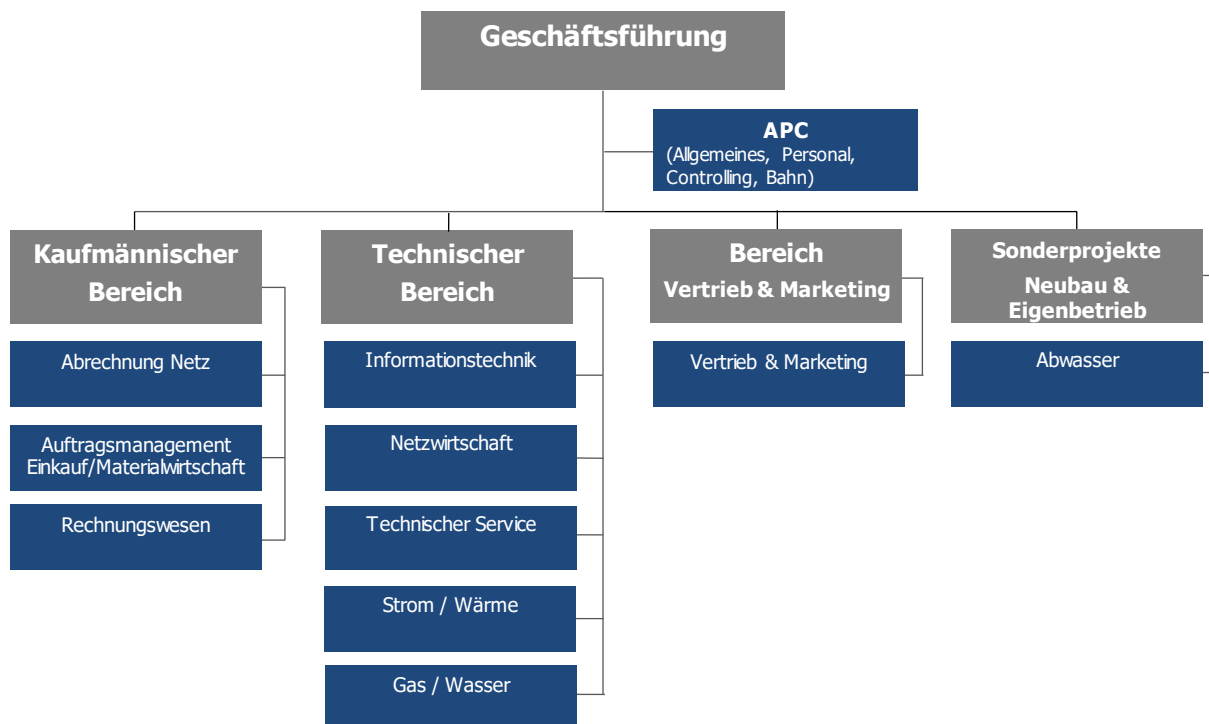 Geschäftsführung
APC
(Allgemeines, Personal,
Controlling, Bahn)
Kaufmännischer
Bereich
Technischer
Bereich
Bereich
Vertrieb & Marketing
Sonderprojekte
Neubau &
Eigenbetrieb
Abrechnung Netz
Informationstechnik
Vertrieb & Marketing
Abwasser
Auftragsmanagement
Einkauf/Materialwirtschaft
Netzwirtschaft
Rechnungswesen
Technischer Service
Strom / Wärme
Gas / Wasser